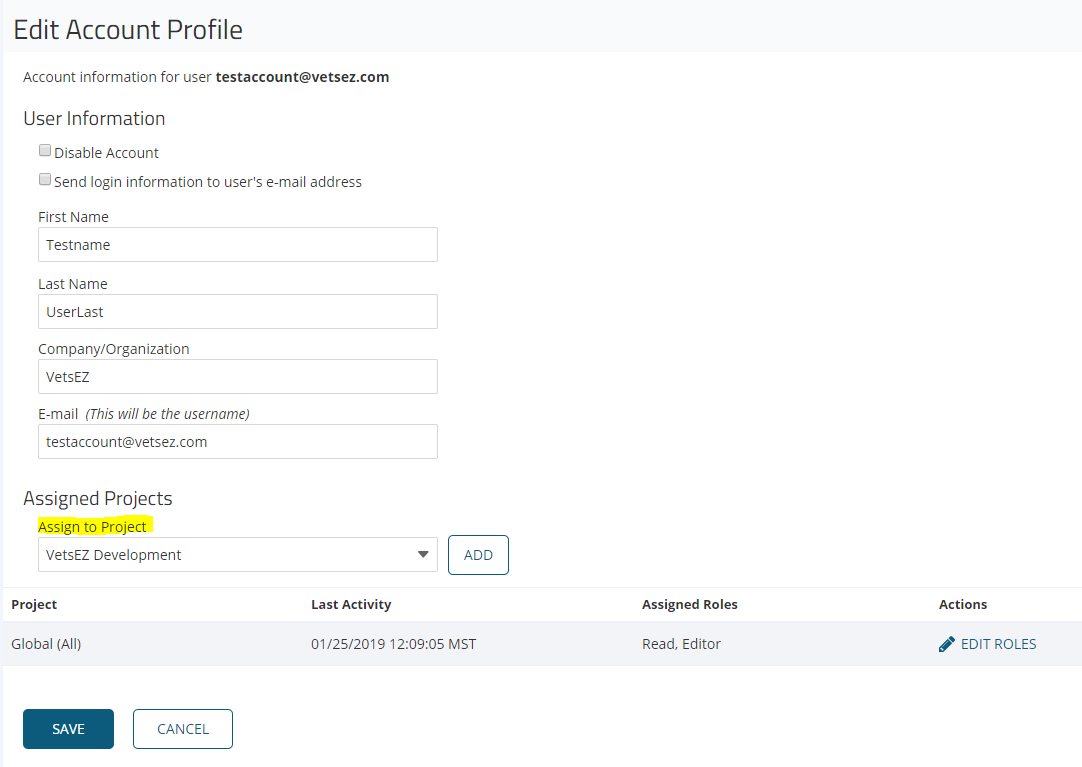 Edit Account Profile
Account information for user testaccount@vetsez.com
User Information
Disable Account
Send login information to user's e-mail address
First Name
Testname
Last Name
UserLast
Company/Organization
VetsEZ
E-mail (This will be the username)
testaccount@vetsez.com
Assigned Projects
Assign to Project
VetsEZ Development
ADD
Project Last Activity Assigned Roles Actions
Global (All) 01/25/2019 12:09:05 MST Read, Editor EDIT ROLES
SAVE CANCEL